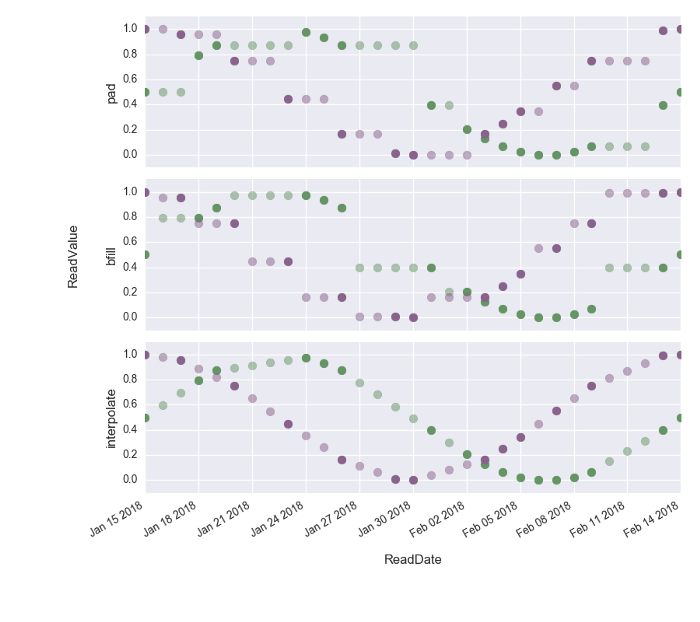 1.0
0.8
0.6
0.4
0.2
0.0
pad
1.0
0.8
0.6
0.4
0.2
0.0
bfill
ReadValue
1.0
0.8
0.6
0.4
0.2
0.0
interpolate
Jan 15 2018
Jan 18 2018
Jan 21 2018
Jan 24 2018
Jan 27 2018
Jan 30 2018
Feb 02 2018
Feb 05 2018
Feb 08 2018
Feb 11 2018
Feb 14 2018
ReadDate